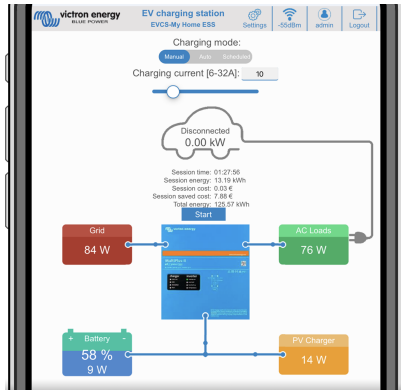 victron energy
BLUE POWER
EV charging station
EVCS-My Home ESS
Settings
-55dBm
admin
Logout
Charging mode:
Manual
Auto
Scheduled
Charging current [6-32A]:
10
Disconnected
0.00 kW
Session time: 01:27:56
Session energy: 13.19 kWh
Session cost: 0.03 €
Session saved cost: 7.88 €
Total energy: 125.57 kWh
Start
Grid
84 W
victron energy
AC Loads
76 W
+ Battery -
58 %
9 W
PV Charger
14 W